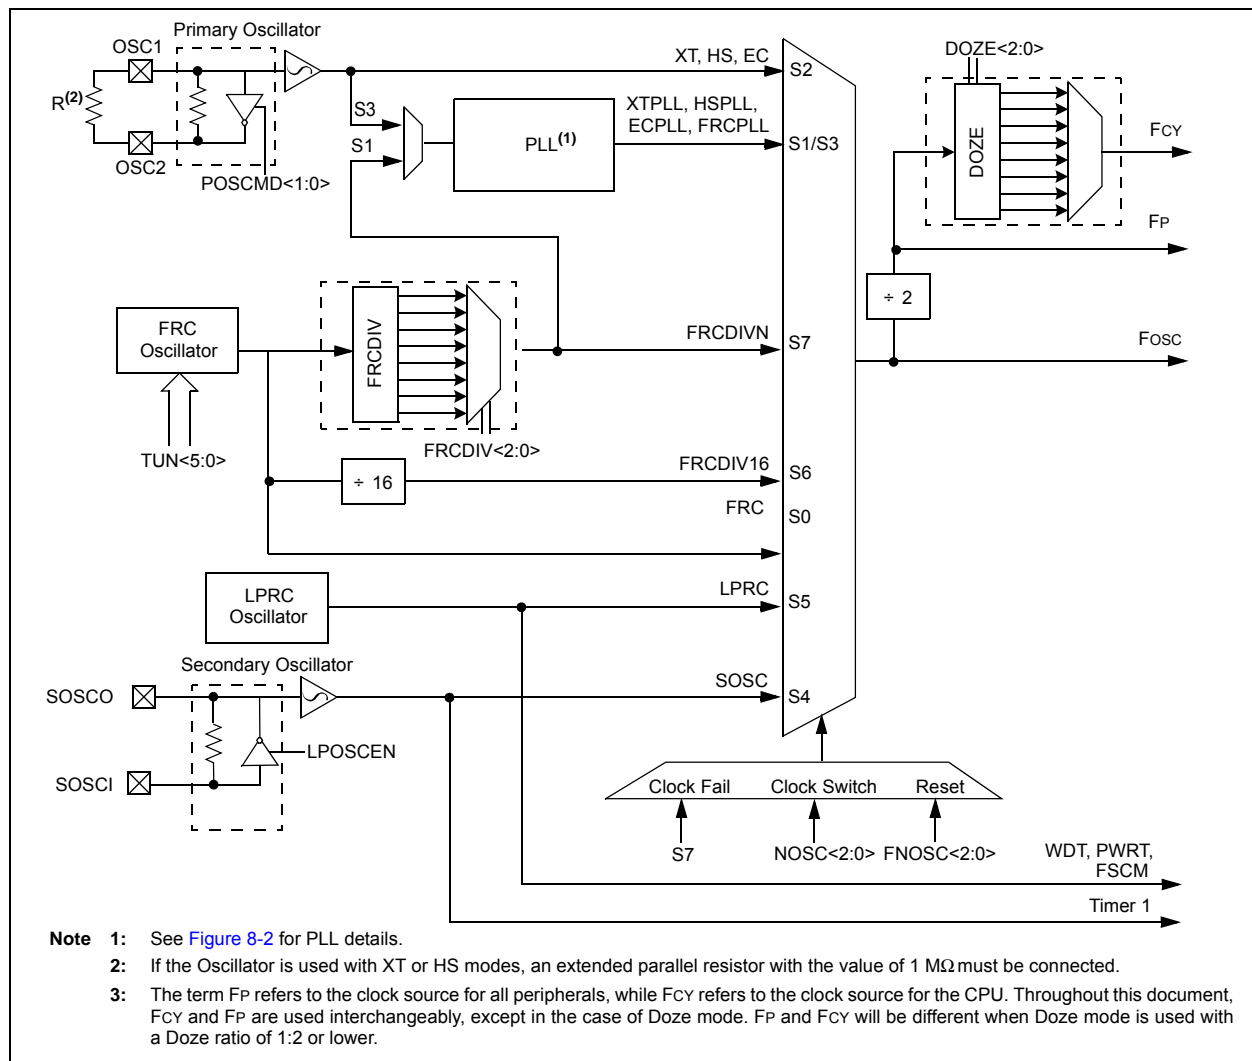 Primary Oscillator
OSC1
R(2)
OSC2
POSCMD<1:0>
S3
S1
PLL(1)
XT, HS, EC
XTPLL, HSPLL,
ECPLL, FRCPLL
S2
S1/S3
DOZE<2:0>
DOZE
FCY
FP
÷ 2
FOSC
FRC
Oscillator
TUN<5:0>
FRCDIV
FRCDIV<2:0>
FRCDIVN
S7
÷ 16
FRCDIV16
S6
FRC
S0
LPRC
Oscillator
LPRC
S5
Secondary Oscillator
SOSCO
SOSCI
LPOSCEN
SOSC
S4
Clock Fail Clock Switch Reset
S7 NOSC<2:0> FNOSC<2:0>
WDT, PWRT,
FSCM
Timer 1
Note 1: See Figure 8-2 for PLL details.
2: If the Oscillator is used with XT or HS modes, an extended parallel resistor with the value of 1 MΩ must be connected.
3: The term FP refers to the clock source for all peripherals, while FCY refers to the clock source for the CPU. Throughout this document,
FCY and FP are used interchangeably, except in the case of Doze mode. FP and FCY will be different when Doze mode is used with
a Doze ratio of 1:2 or lower.